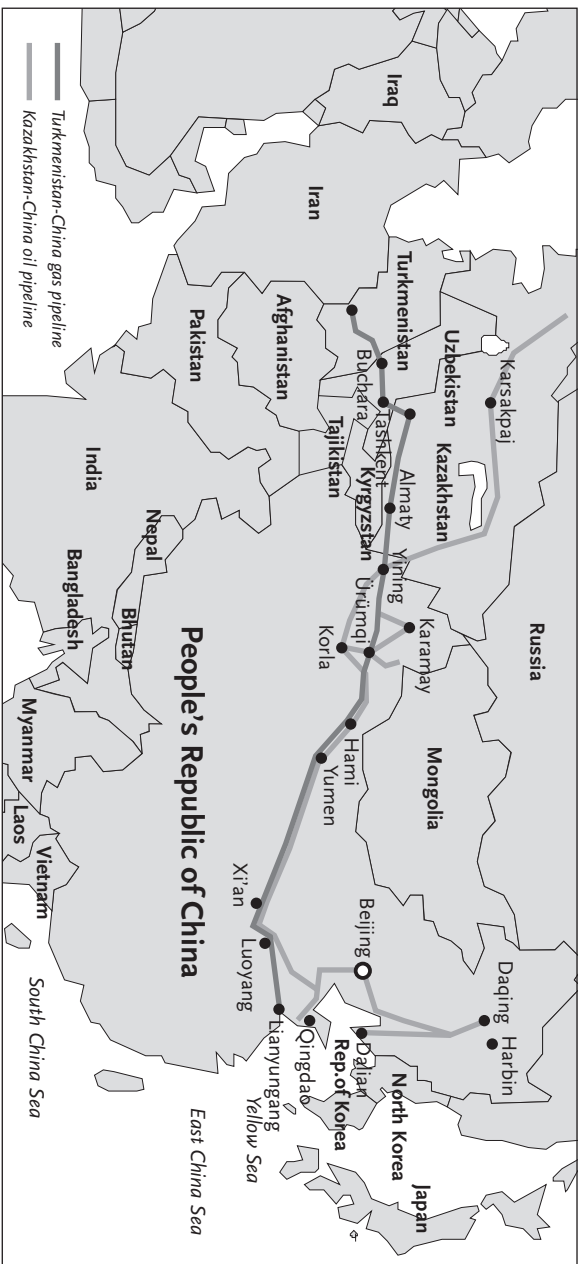 Russia
Karsakpaj
Kazakhstan
Uzbekistan
Turkmenistan
Buchara
Tashkent
Almaty
Kyrgyzstan
Tajikistan
Yining
Ürümqi
Karamay
Korla
Hami
Yumen
Mongolia
Daqing
Harbin
Beijing
Dalian
North Korea
Rep.of Korea
Japan
Qingdao
Lianyungang
Luoyang
Xi'an
Yellow Sea
East China Sea
South China Sea
People's Republic of China
Iraq
Iran
Afghanistan
Pakistan
India
Nepal
Bhutan
Bangladesh
Myanmar
Laos
Vietnam
Turkmenistan-China gas pipeline
Kazakhstan-China oil pipeline